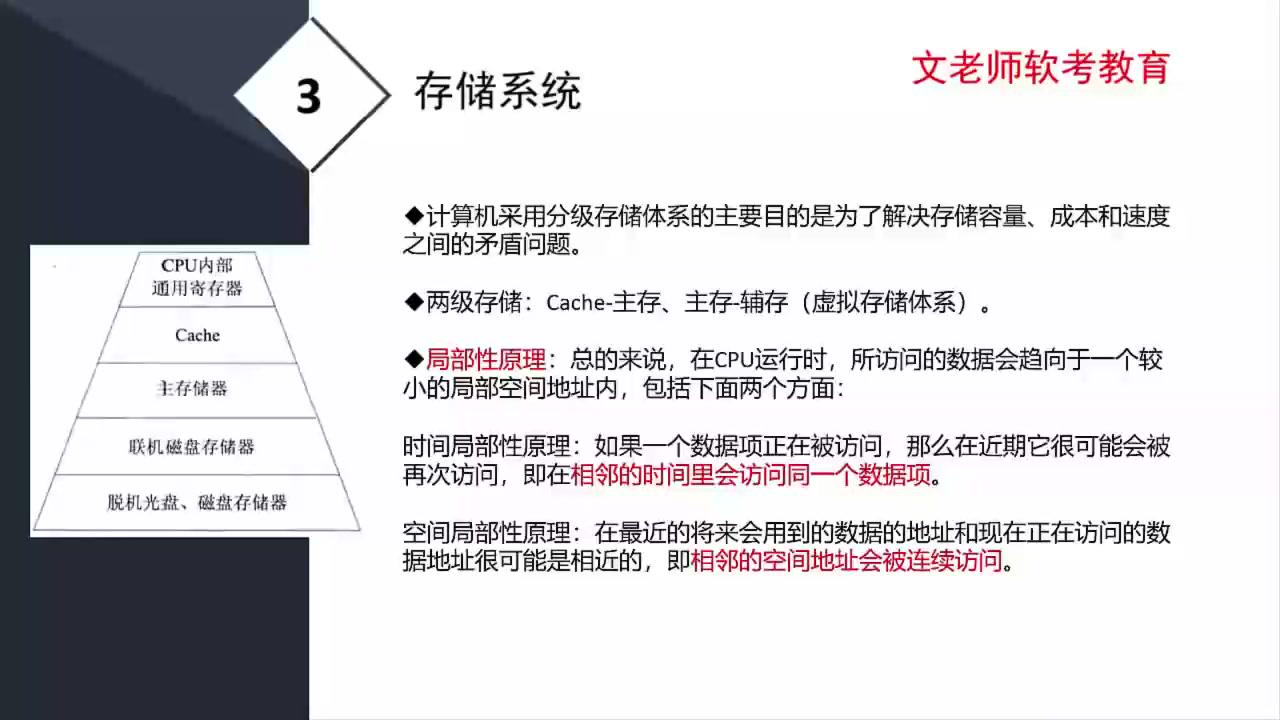 3
存储系统
文老师软考教育
CPU内部
通用寄存器
Cache
主存储器
联机磁盘存储器
脱机光盘、磁盘存储器
◆计算机采用分级存储体系的主要目的是为了解决存储容量、成本和速度
之间的矛盾问题。
◆两级存储：Cache-主存、主存-辅存（虚拟存储体系）。
◆局部性原理：总的来说，在CPU运行时，所访问的数据会趋向于一个较
小的局部空间地址内，包括下面两个方面：
时间局部性原理：如果一个数据项正在被访问，那么在近期它很可能会被
再次访问，即在相邻的时间里会访问同一个数据项。
空间局部性原理：在最近的将来会用到的数据的地址和现在正在访问的数
据地址很可能是相近的，即相邻的空间地址会被连续访问。